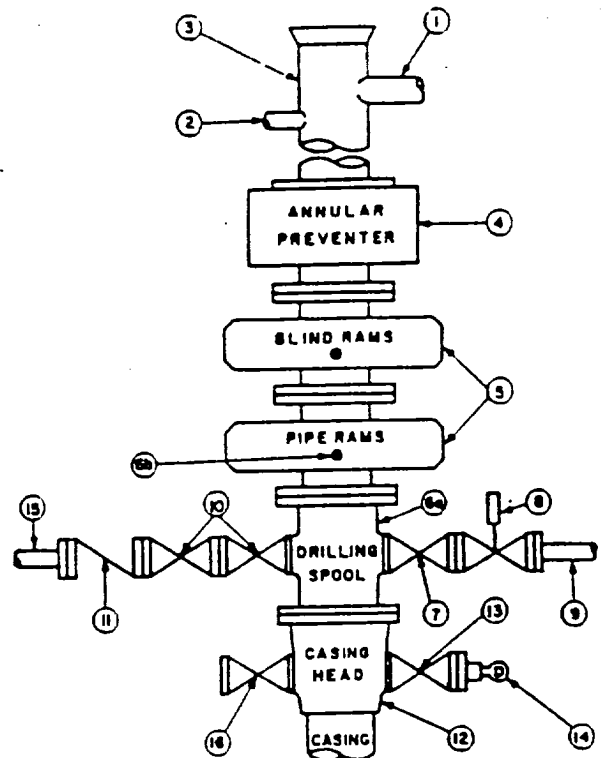 3
1
2
ANNULAR
PREVENTER
4
BLIND RAMS
5
PIPE RAMS
6a
8
15
10
DRILLING
SPOOL
11
7
9
13
CASING
HEAD
16
12
14
CASING